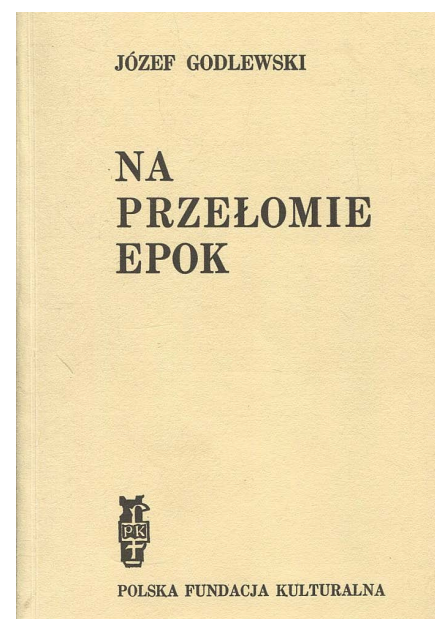 JÓZEF GODLEWSKI
NA
PRZEŁOMIE
EPOK
PK
POLSKA FUNDACJA KULTURALNA